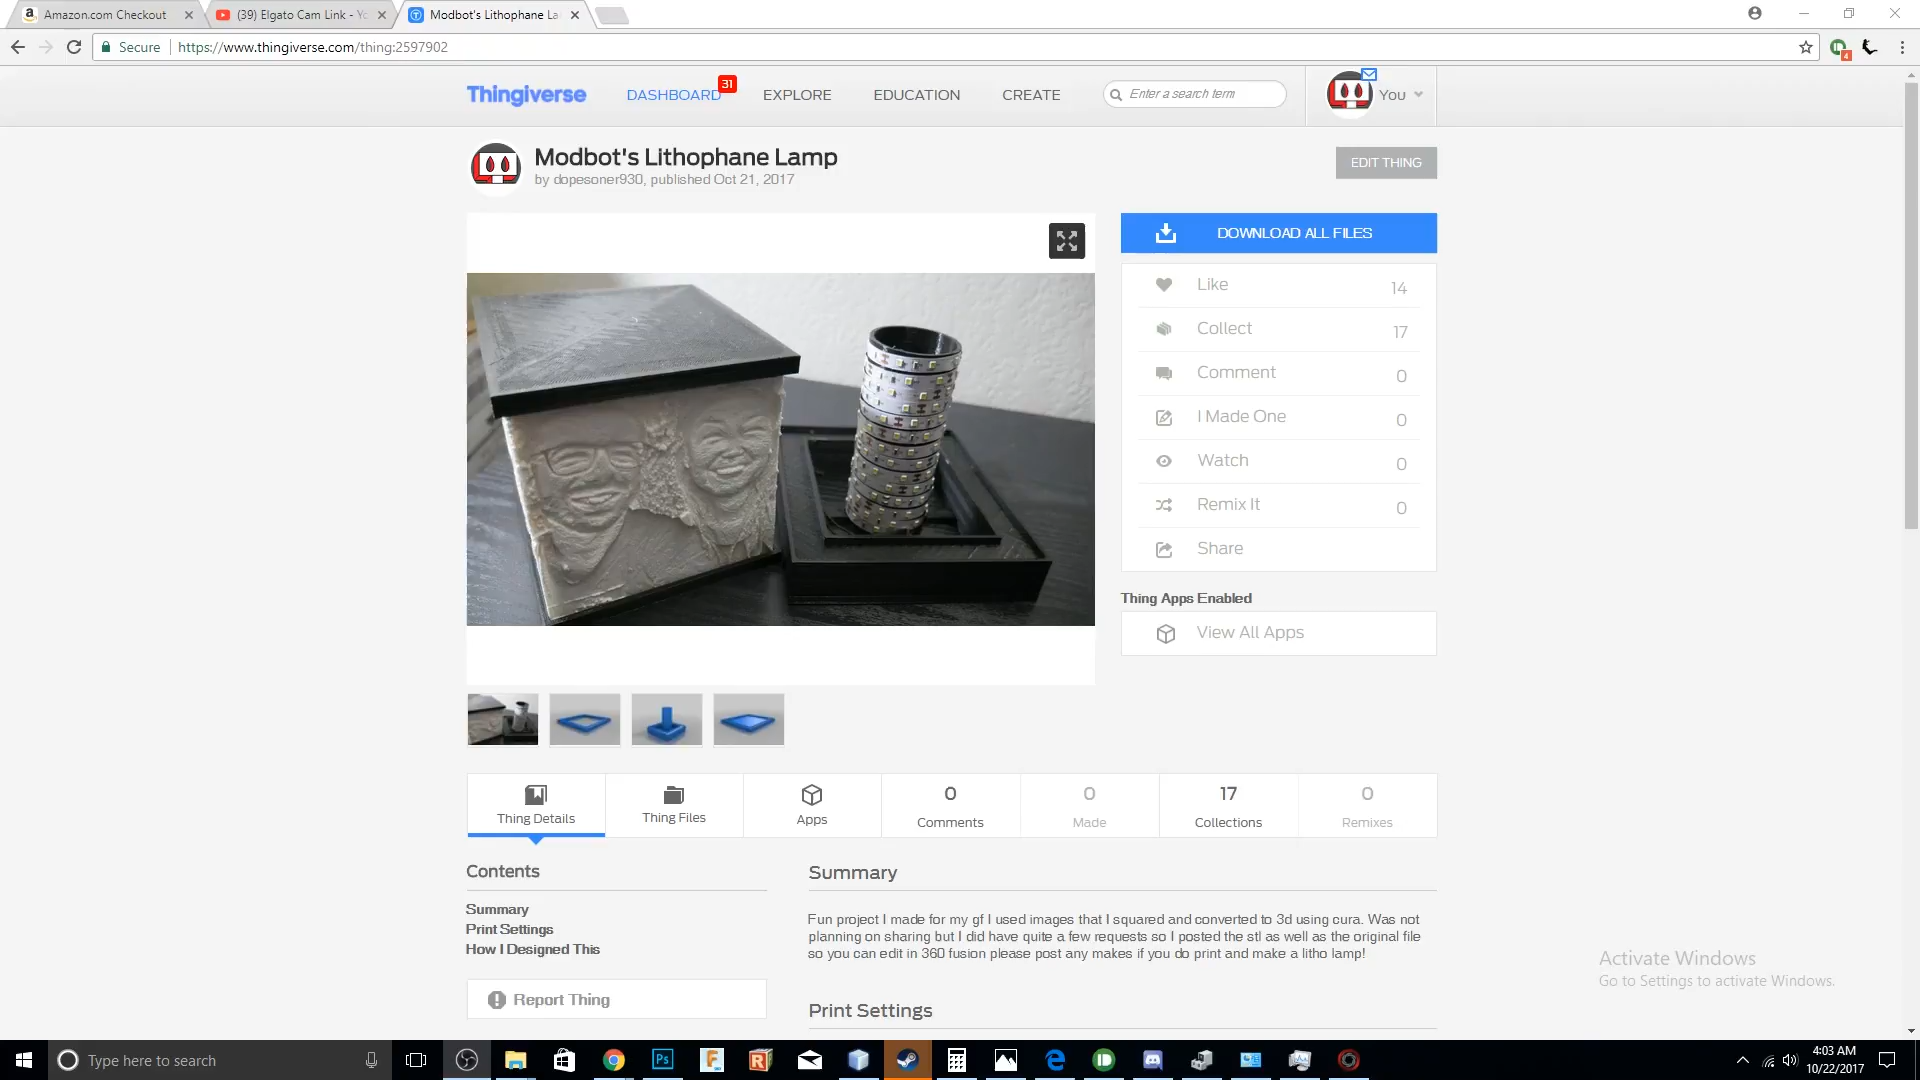 Amazon.com Checkout
(39) Elgato Cam Link - Yo
Modbot's Lithophane La
Secure
https://www.thingiverse.com/thing:2597902
4
Thingiverse
DASHBOARD
31
EXPLORE
EDUCATION
CREATE
Enter a search term
You
Modbot's Lithophane Lamp
by dopesoner930, published Oct 21, 2017
EDIT THING
DOWNLOAD ALL FILES
Like 14
Collect 17
Comment 0
I Made One 0
Watch 0
Remix It 0
Share
Thing Apps Enabled
View All Apps
Thing Details
Thing Files
Apps
0
Comments
0
Made
17
Collections
0
Remixes
Contents
Summary
Print Settings
How I Designed This
Report Thing
Summary
Fun project I made for my gf I used images that I squared and converted to 3d using cura. Was not
planning on sharing but I did have quite a few requests so I posted the stl as well as the original file
so you can edit in 360 fusion please post any makes if you do print and make a litho lamp!
Print Settings
Activate Windows
Go to Settings to activate Windows.
Type here to search
Ps
4:03 AM
10/22/2017